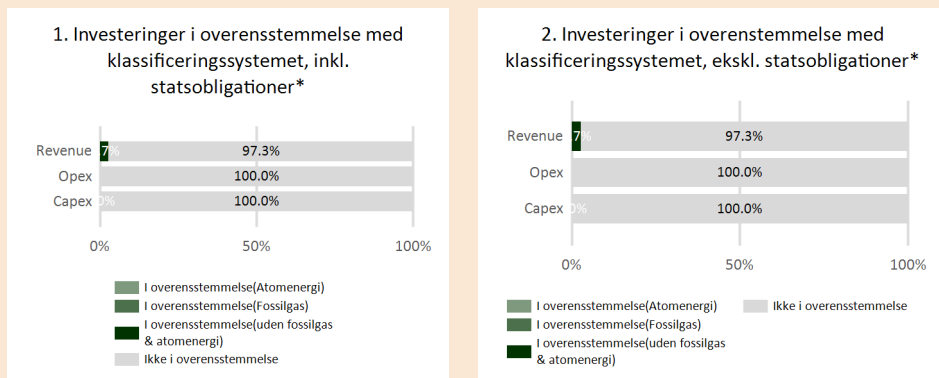 1. Investeringer i overensstemmelse med
klassificeringssystemet, inkl.
statsobligationer*
Revenue 97.3%
Opex 100.0%
Capex 0% 100.0%
0% 50% 100%
I overensstemmelse(Atomenergi)
I overensstemmelse(Fossilgas)
I overensstemmelse(uden fossilgas
& atomenergi)
Ikke i overensstemmelse
2. Investeringer i overenstemmelse med
klassificeringssystemet, ekskl. statsobligationer*
Revenue 97.3%
Opex 100.0%
Capex 0% 100.0%
0% 50% 100%
I overensstemmelse(Atomenergi)
Ikke i overensstemmelse
I overensstemmelse(Fossilgas)
I overensstemmelse(uden fossilgas
& atomenergi)